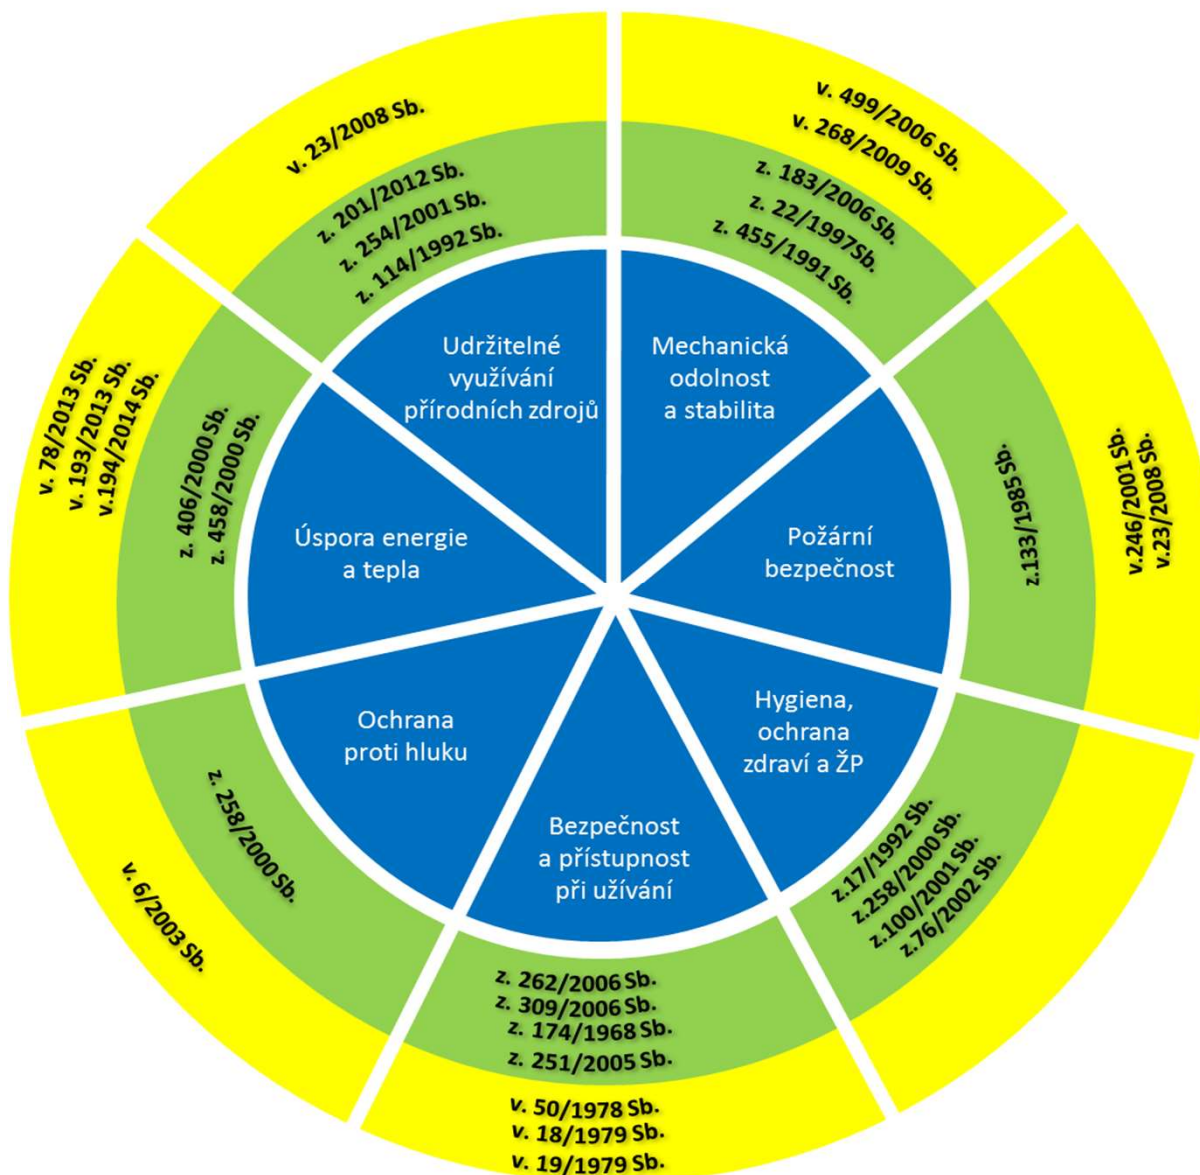 v. 499/2006 Sb.
v. 268/2009 Sb.
z. 183/2006 Sb.
z. 22/1997Sb.
z. 455/1991 Sb.
Mechanická
odolnost
a stabilita
v.246/2001 Sb.
v.23/2008 Sb.
z.133/1985 Sb.
Požární
bezpečnost
Hygiena,
ochrana
zdraví a ŽP
z.17/1992 Sb.
z.258/2000 Sb.
z.100/2001 Sb.
z.76/2002 Sb.
Bezpečnost
a přístupnost
při užívání
z. 262/2006 Sb.
z. 309/2006 Sb.
z. 174/1968 Sb.
z. 251/2005 Sb.
v. 50/1978 Sb.
v. 18/1979 Sb.
v. 19/1979 Sb.
Ochrana
proti hluku
z. 258/2000 Sb.
v. 6/2003 Sb.
Úspora energie
a tepla
z. 406/2000 Sb.
z. 458/2000 Sb.
v. 78/2013 Sb.
v. 193/2013 Sb.
v.194/2014 Sb.
Udržitelné
využívání
přírodních zdrojů
v. 23/2008 Sb.
z. 201/2012 Sb.
z. 254/2001 Sb.
z. 114/1992 Sb.